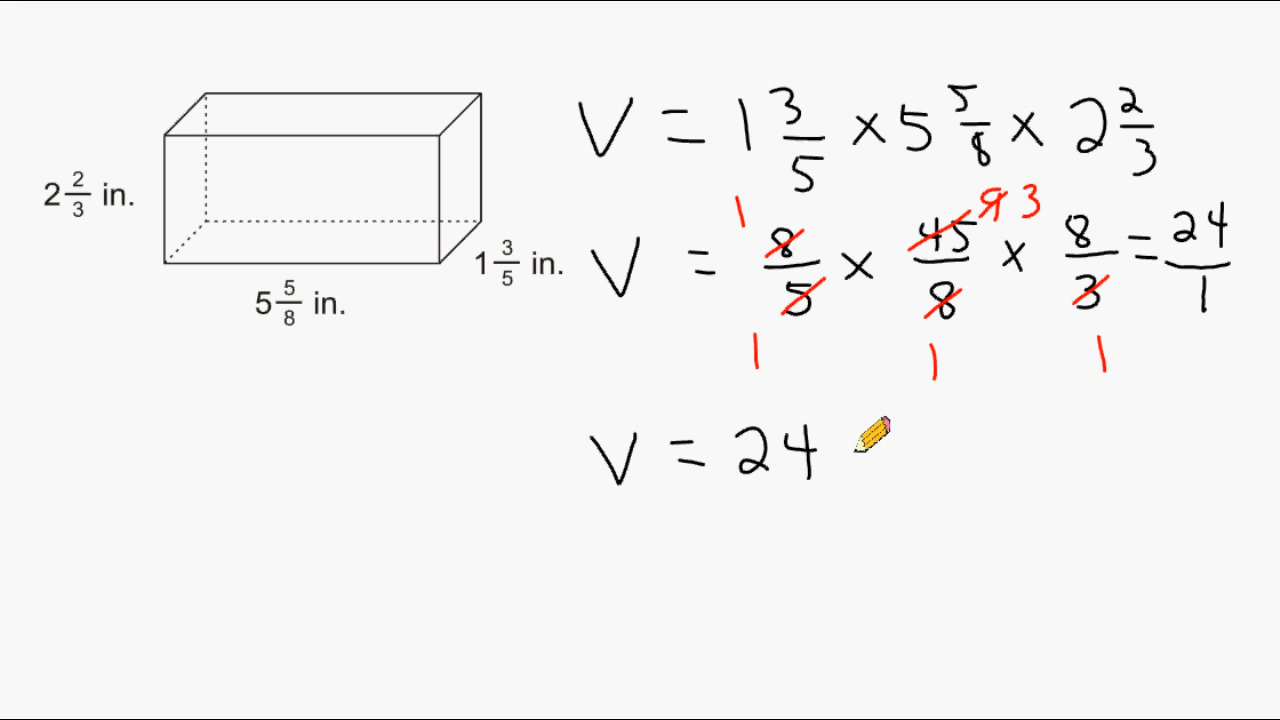 2 2/3 in.
5 5/8 in.
1 3/5 in.
V = 1 3/5 × 5 5/8 × 2 2/3
1 9 3
V = 8/5 × 45/8 × 8/3 = 24/1
1 1 1
V = 24